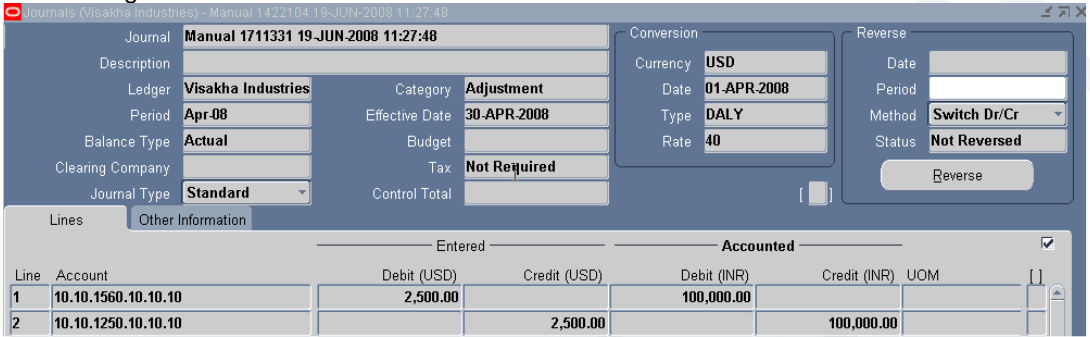 Journals (Visakha Industries) - Manual 1422104 19-JUN-2008 11:27:48
Journal Manual 1711331 19-JUN-2008 11:27:48
Description
Ledger Visakha Industries Category Adjustment
Period Apr-08 Effective Date 30-APR-2008
Balance Type Actual Budget
Clearing Company Tax Not Required
Journal Type Standard Control Total
Conversion
Currency USD
Date 01-APR-2008
Type DALY
Rate 40
[ ]
Reverse
Date
Period
Method Switch Dr/Cr
Status Not Reversed
Reverse
Lines Other Information
Entered Accounted
Line Account Debit (USD) Credit (USD) Debit (INR) Credit (INR) UOM [ ]
1 10.10.1560.10.10.10 2,500.00 100,000.00
2 10.10.1250.10.10.10 2,500.00 100,000.00